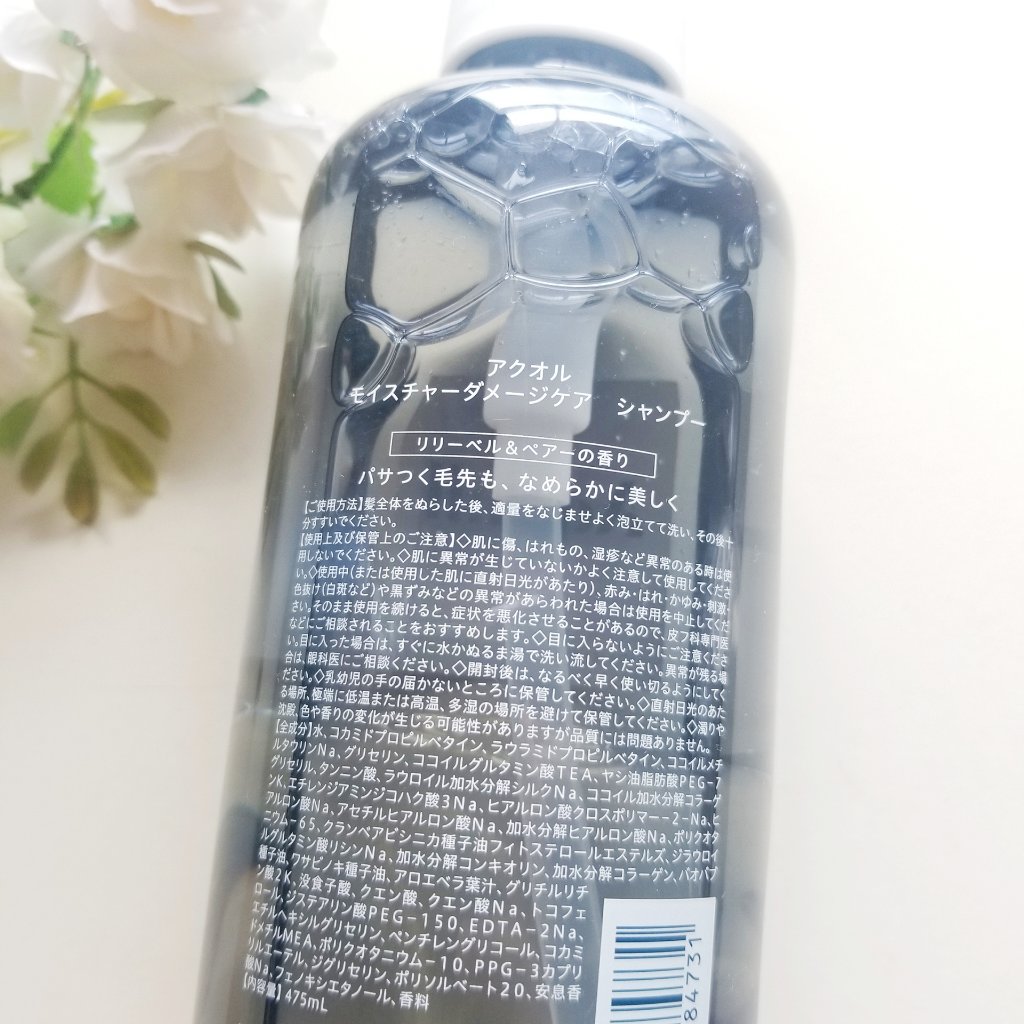 アクオル
モイスチャーダメージケア　シャンプー
リリーベル＆ペアーの香り
パサつく毛先も、なめらかに美しく
【ご使用方法】髪全体をぬらした後、適量をなじませよく泡立てて洗い、その後十
分すすいでください。
【使用上及び保管上のご注意】◇肌に傷、はれもの、湿疹など異常のある時は使
用しないでください。◇肌に異常が生じていないかよく注意して使用してくださ
い。◇使用中(または使用した肌に直射日光があたり)、赤み・はれ・かゆみ・刺激・
色抜け(白斑など)や黒ずみなどの異常があらわれた場合は使用を中止してくだ
さい。そのまま使用を続けると、症状を悪化させることがあるので、皮フ科専門医
などにご相談されることをおすすめします。◇目に入らないようにご注意くださ
い。目に入った場合は、すぐに水かぬるま湯で洗い流してください。異常が残る場
合は、眼科医にご相談ください。◇開封後は、なるべく早く使い切るようにしてく
ださい。◇乳幼児の手の届かないところに保管してください。◇直射日光のあた
る場所、極端に低温または高温、多湿の場所を避けて保管してください。◇濁りや
沈殿、色や香りの変化が生じる可能性がありますが品質には問題ありません。
【全成分】水、コカミドプロピルベタイン、ラウラミドプロピルベタイン、ココイルメチ
ルタウリンNa、グリセリン、ココイルグルタミン酸TEA、ヤシ油脂肪酸PEG-7
グリセリル、タンニン酸、ラウロイル加水分解シルクNa、ココイル加水分解コラーゲ
ンK、エチレンジアミンジコハク酸3Na、ヒアルロン酸クロスポリマー-2-Na、ヒ
アルロン酸Na、アセチルヒアルロン酸Na、加水分解ヒアルロン酸Na、ポリクオタ
ニウム-65、クランベアビシニカ種子油フィトステロールエステルズ、ジラウロイ
ルグルタミン酸リシンNa、加水分解コンキオリン、加水分解コラーゲン、バオバブ
種子油、ワサビノキ種子油、アロエベラ葉汁、グリチルリチ
ン酸2K、没食子酸、クエン酸、クエン酸Na、トコフェ
ロール、ジステアリン酸PEG-150、EDTA-2Na、
エチルヘキシルグリセリン、ペンチレングリコール、コカミ
ドメチルMEA、ポリクオタニウム-10、PPG-3カプリ
リルエーテル、ジグリセリン、ポリソルベート20、安息香
酸Na、フェノキシエタノール、香料
【内容量】475mL
84731